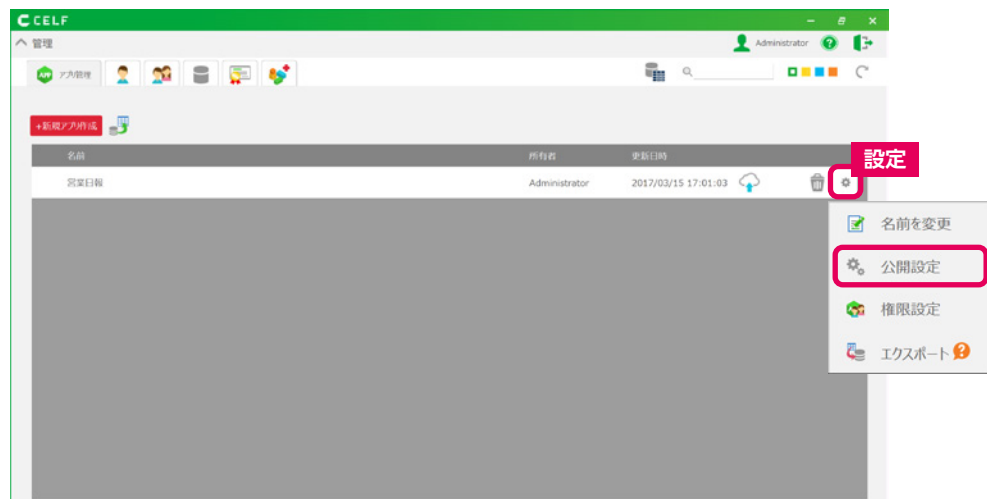 CELF
管理
Administrator
アプリ管理
+新規アプリ作成
名前 所有者 更新日時
設定
営業日報 Administrator 2017/03/15 17:01:03
名前を変更
公開設定
権限設定
エクスポート